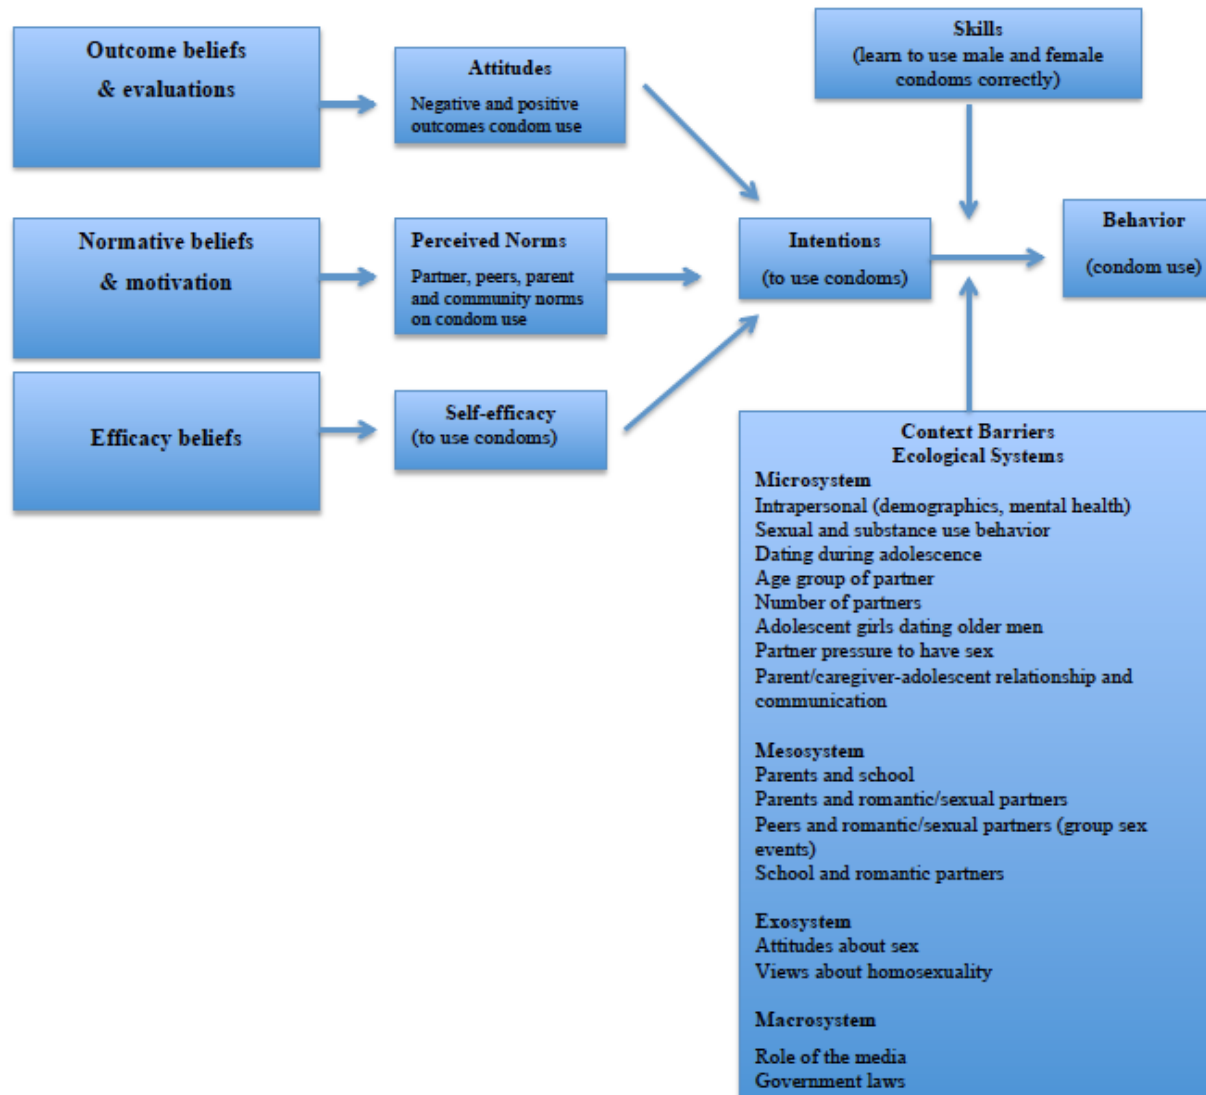 Outcome beliefs
& evaluations
Attitudes
Negative and positive
outcomes condom use
Skills
(learn to use male and female
condoms correctly)
Normative beliefs
& motivation
Perceived Norms
Partner, peers, parent
and community norms
on condom use
Intentions
(to use condoms)
Behavior
(condom use)
Efficacy beliefs
Self-efficacy
(to use condoms)
Context Barriers
Ecological Systems
Microsystem
Intrapersonal (demographics, mental health)
Sexual and substance use behavior
Dating during adolescence
Age group of partner
Number of partners
Adolescent girls dating older men
Partner pressure to have sex
Parent/caregiver-adolescent relationship and
communication
Mesosystem
Parents and school
Parents and romantic/sexual partners
Peers and romantic/sexual partners (group sex
events)
School and romantic partners
Exosystem
Attitudes about sex
Views about homosexuality
Macrosystem
Role of the media
Government laws